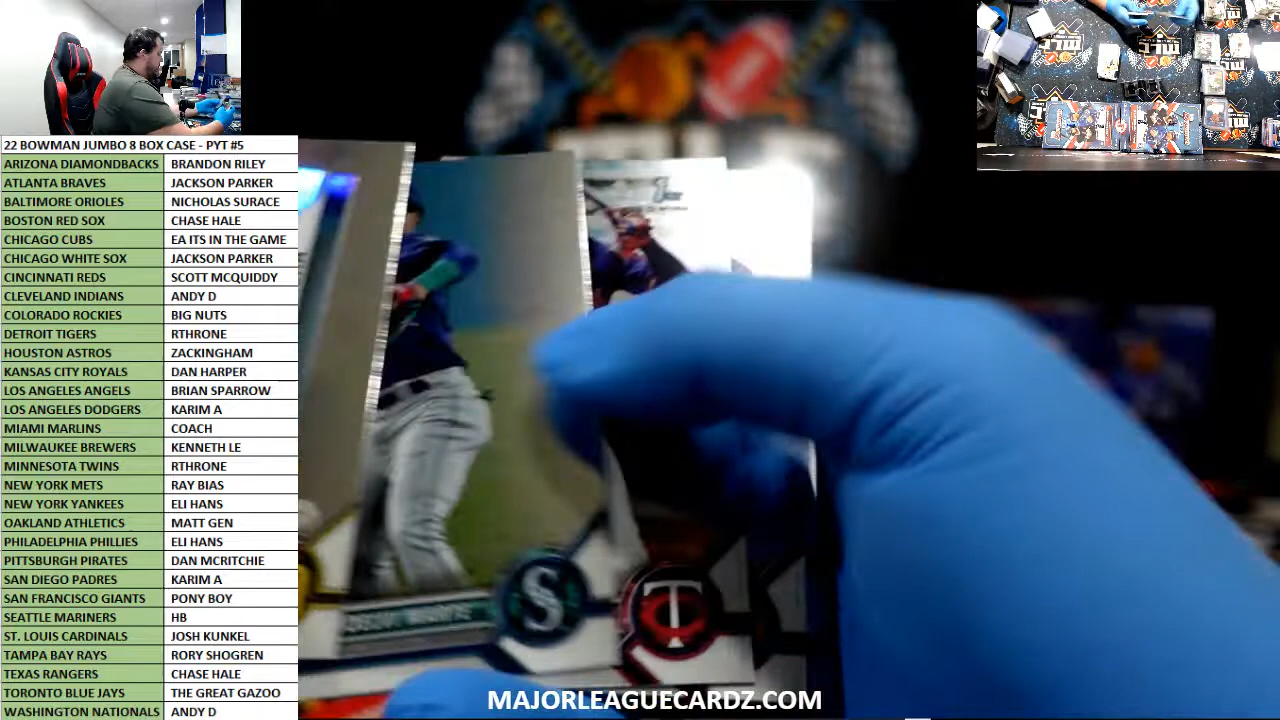 22 BOWMAN JUMBO 8 BOX CASE - PYT #5
ARIZONA DIAMONDBACKS BRANDON RILEY
ATLANTA BRAVES JACKSON PARKER
BALTIMORE ORIOLES NICHOLAS SURACE
BOSTON RED SOX CHASE HALE
CHICAGO CUBS EA ITS IN THE GAME
CHICAGO WHITE SOX JACKSON PARKER
CINCINNATI REDS SCOTT MCQUIDDY
CLEVELAND INDIANS ANDY D
COLORADO ROCKIES BIG NUTS
DETROIT TIGERS RTHRONE
HOUSTON ASTROS ZACKINGHAM
KANSAS CITY ROYALS DAN HARPER
LOS ANGELES ANGELS BRIAN SPARROW
LOS ANGELES DODGERS KARIM A
MIAMI MARLINS COACH
MILWAUKEE BREWERS KENNETH LE
MINNESOTA TWINS RTHRONE
NEW YORK METS RAY BIAS
NEW YORK YANKEES ELI HANS
OAKLAND ATHLETICS MATT GEN
PHILADELPHIA PHILLIES ELI HANS
PITTSBURGH PIRATES DAN MCRITCHIE
SAN DIEGO PADRES KARIM A
SAN FRANCISCO GIANTS PONY BOY
SEATTLE MARINERS HB
ST. LOUIS CARDINALS JOSH KUNKEL
TAMPA BAY RAYS RORY SHOGREN
TEXAS RANGERS CHASE HALE
TORONTO BLUE JAYS THE GREAT GAZOO
WASHINGTON NATIONALS ANDY D
S
TC
MAJORLEAGUECARDZ.COM